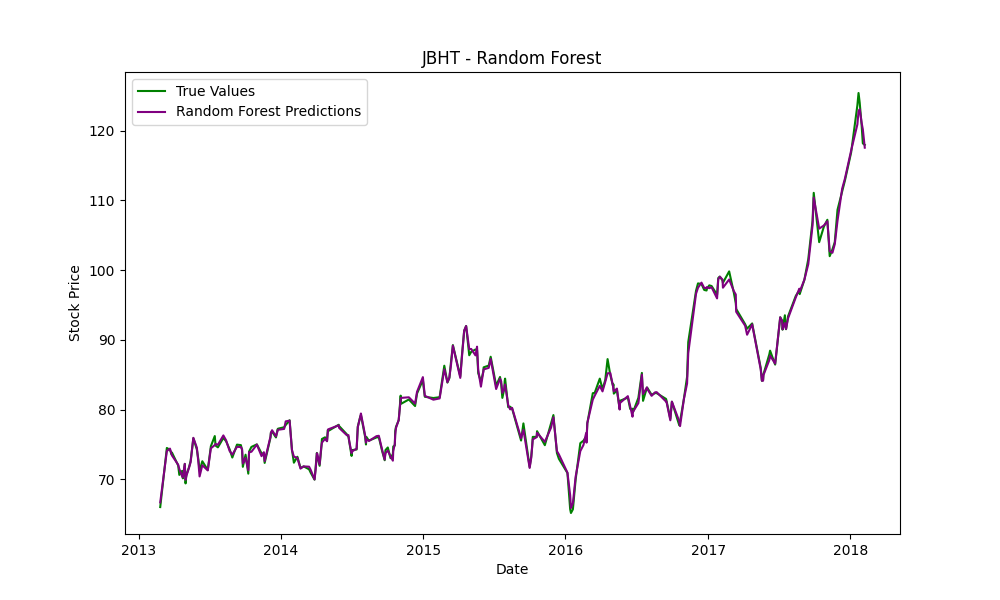 JBHT - Random Forest
True Values
Random Forest Predictions
120
110
100
90
80
70
Stock Price
2013 2014 2015 2016 2017 2018
Date